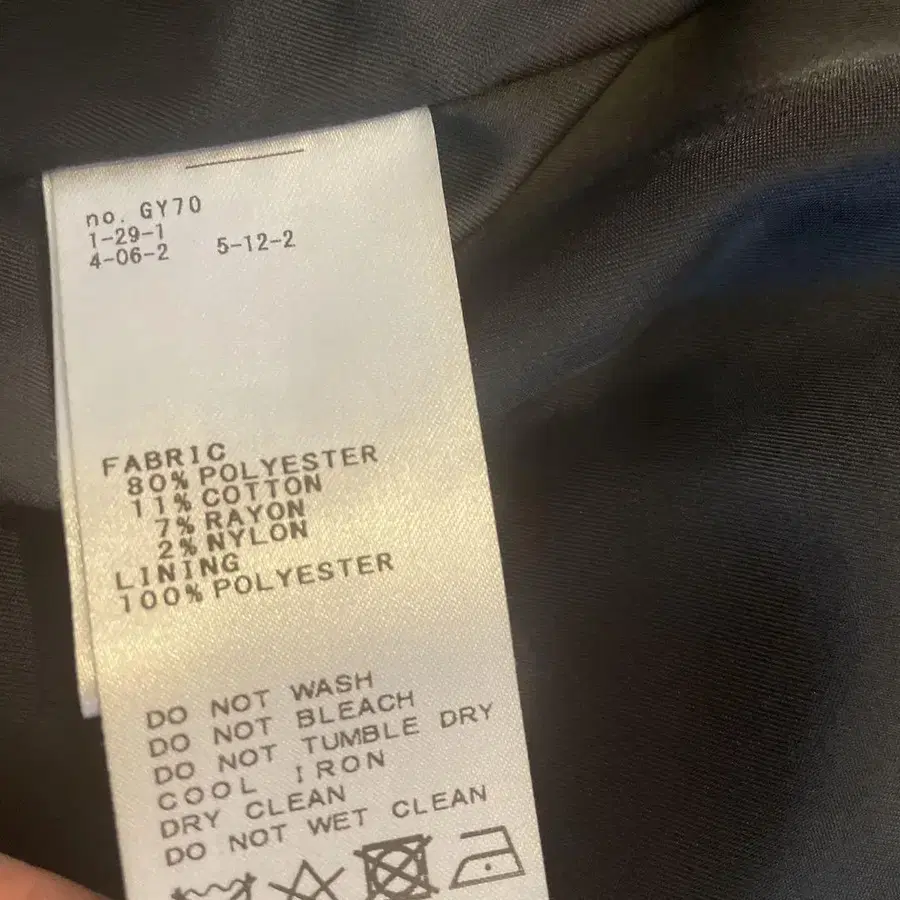 no. GY70
1-29-1
4-06-2 5-12-2
FABRIC
80% POLYESTER
11% COTTON
7% RAYON
2% NYLON
LINING
100% POLYESTER
DO NOT WASH
DO NOT BLEACH
DO NOT TUMBLE DRY
COOL IRON
DRY CLEAN
DO NOT WET CLEAN